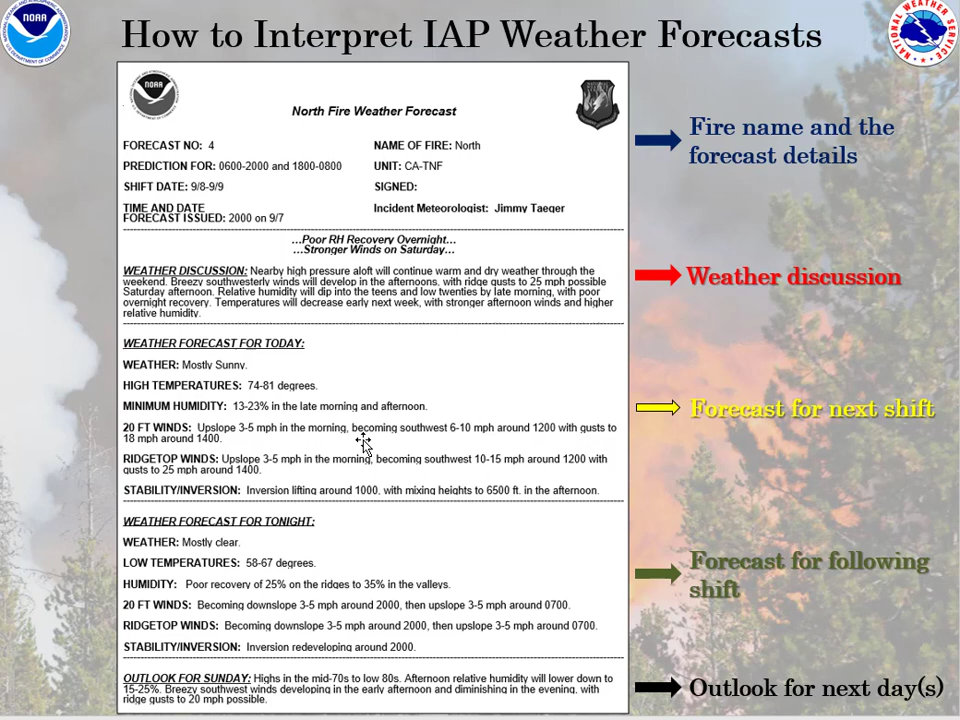 How to Interpret IAP Weather Forecasts
NOAA
NATIONAL WEATHER SERVICE
NOAA
North Fire Weather Forecast
FORECAST NO: 4
NAME OF FIRE: North
PREDICTION FOR: 0600-2000 and 1800-0800
UNIT: CA-TNF
SHIFT DATE: 9/8-9/9
SIGNED:
TIME AND DATE
FORECAST ISSUED: 2000 on 9/7
Incident Meteorologist: Jimmy Taeger
...Poor RH Recovery Overnight...
...Stronger Winds on Saturday...
WEATHER DISCUSSION: Nearby high pressure aloft will continue warm and dry weather through the
weekend. Breezy southwesterly winds will develop in the afternoons, with ridge gusts to 25 mph possible
Saturday afternoon. Relative humidity will dip into the teens and low twenties by late morning, with poor
overnight recovery. Temperatures will decrease early next week, with stronger afternoon winds and higher
relative humidity.
WEATHER FORECAST FOR TODAY:
WEATHER: Mostly Sunny.
HIGH TEMPERATURES: 74-81 degrees.
MINIMUM HUMIDITY: 13-23% in the late morning and afternoon.
20 FT WINDS: Upslope 3-5 mph in the morning, becoming southwest 6-10 mph around 1200 with gusts to
18 mph around 1400.
RIDGETOP WINDS: Upslope 3-5 mph in the morning, becoming southwest 10-15 mph around 1200 with
gusts to 25 mph around 1400.
STABILITY/INVERSION: Inversion lifting around 1000, with mixing heights to 6500 ft. in the afternoon.
WEATHER FORECAST FOR TONIGHT:
WEATHER: Mostly clear.
LOW TEMPERATURES: 58-67 degrees.
HUMIDITY: Poor recovery of 25% on the ridges to 35% in the valleys.
20 FT WINDS: Becoming downslope 3-5 mph around 2000, then upslope 3-5 mph around 0700.
RIDGETOP WINDS: Becoming downslope 3-5 mph around 2000, then upslope 3-5 mph around 0700.
STABILITY/INVERSION: Inversion redeveloping around 2000.
OUTLOOK FOR SUNDAY: Highs in the mid-70s to low 80s. Afternoon relative humidity will lower down to
15-25%. Breezy southwest winds developing in the early afternoon and diminishing in the evening, with
ridge gusts to 20 mph possible.
Fire name and the
forecast details
Weather discussion
Forecast for next shift
Forecast for following
shift
Outlook for next day(s)